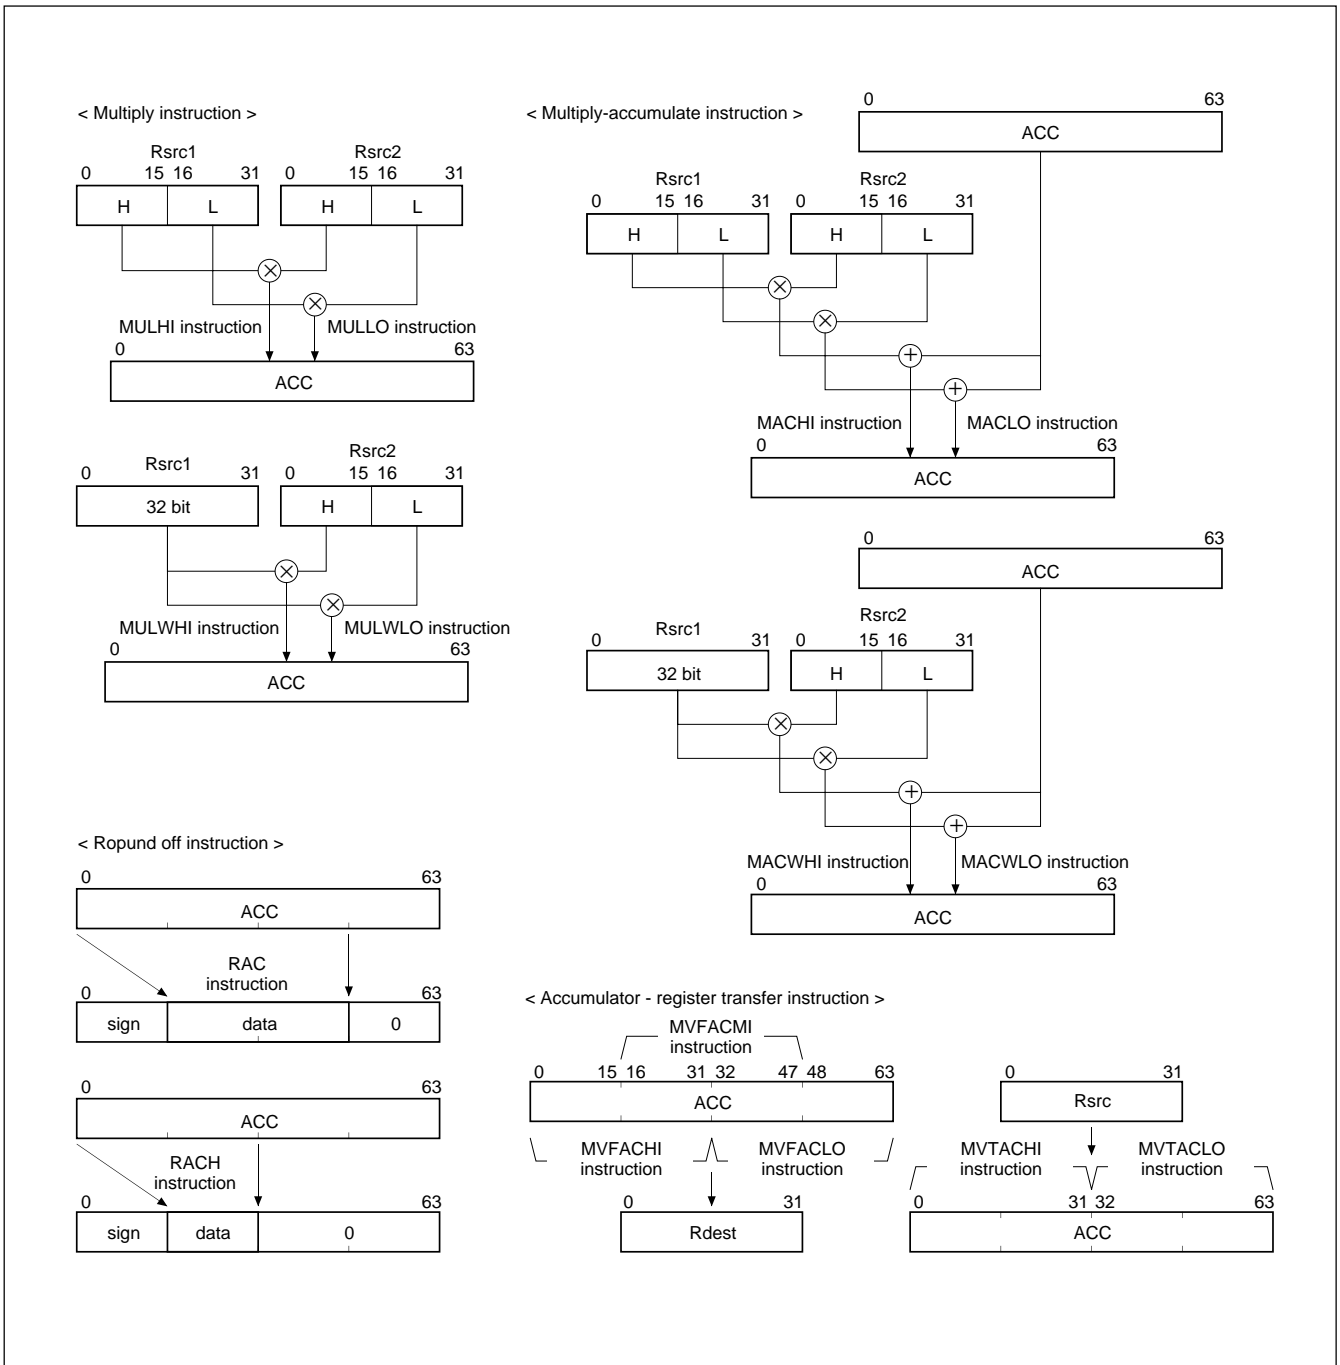 < Multiply instruction >
Rsrc1 Rsrc2
0 15 16 31 0 15 16 31
H L H L
MULHI instruction MULLO instruction
0 63
ACC
Rsrc1 Rsrc2
0 31 0 15 16 31
32 bit H L
MULWHI instruction MULWLO instruction
0 63
ACC
< Multiply-accumulate instruction >
0 63
ACC
Rsrc1 Rsrc2
0 15 16 31 0 15 16 31
H L H L
MACHI instruction MACLO instruction
0 63
ACC
0 63
ACC
Rsrc1 Rsrc2
0 31 0 15 16 31
32 bit H L
MACWHI instruction MACWLO instruction
0 63
ACC
< Ropund off instruction >
0 63
ACC
RAC
instruction
0 63
sign data 0
0 63
ACC
RACH
instruction
0 63
sign data 0
< Accumulator - register transfer instruction >
MVFACMI
instruction
0 15 16 31 32 47 48 63
ACC
MVFACHI MVFACLO
instruction instruction
0 31
Rdest
0 31
Rsrc
MVTACHI MVTACLO
instruction instruction
0 31 32 63
ACC